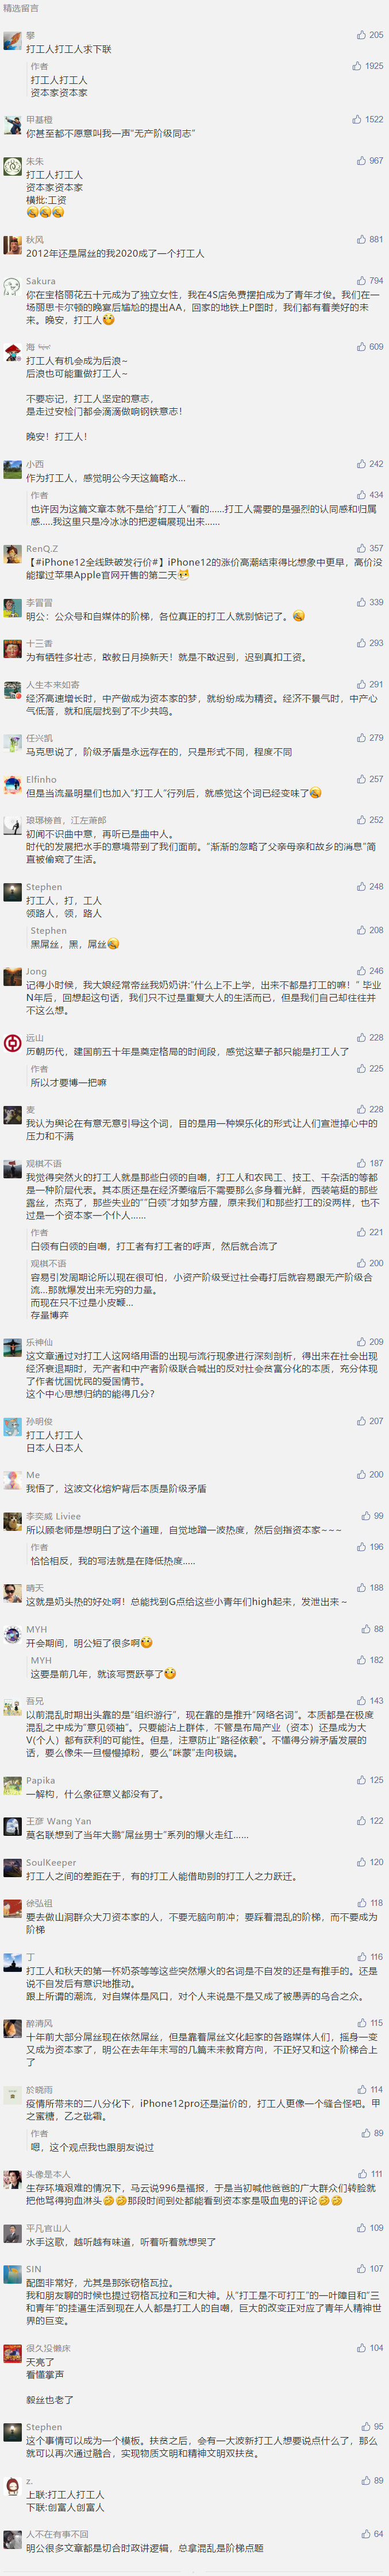 精选留言
攀
205
打工人打工人求下联
作者
1925
打工人打工人
资本家资本家
甲基橙
1522
你甚至都不愿意叫我一声“无产阶级同志”
朱朱
967
打工人打工人
资本家资本家
横批:工资
秋风
881
2012年还是屌丝的我2020成了一个打工人
Sakura
794
你在宝格丽花五十元成为了独立女性，我在4S店免费摆拍成为了青年才俊。我们在一
场丽思卡尔顿的晚宴后尴尬的提出AA，回家的地铁上P图时，我们都有着美好的未
来。晚安，打工人
609
打工人有机会成为后浪~
后浪也可能重做打工人~
不要忘记，打工人坚定的意志，
是走过安检门都会滴滴做响钢铁意志！
晚安！打工人！
小西
242
作为打工人，感觉明公今天这篇略水...
作者
434
也许因为这篇文章本就不是给“打工人”看的......打工人需要的是强烈的认同感和归属
感.....我这里只是冷冰冰的把逻辑展现出来......
RenQ.Z
357
【#iPhone12全线跌破发行价#】iPhone12的涨价高潮结束得比想象中更早，高价没
能撑过苹果Apple官网开售的第二天
李冒冒
339
明公：公众号和自媒体的阶梯，各位真正的打工人就别惦记了。
十三香
293
为有牺牲多壮志，敢教日月换新天！就是不敢迟到，迟到真扣工资。
人生本来如寄
291
经济高速增长时，中产做成为资本家的梦，就纷纷成为精资。经济不景气时，中产心
气低落，就和底层找到了不少共鸣。
任兴凯
279
马克思说了，阶级矛盾是永远存在的，只是形式不同，程度不同
Elfinho
257
但是当流量明星们也加入“打工人”行列后，就感觉这个词已经变味了
琅琊榜首，江左萧郎
252
初闻不识曲中意，再听已是曲中人。
时代的发展把水手的意境带到了我们面前。“渐渐的忽略了父亲母亲和故乡的消息”简
直被偷窥了生活。
Stephen
248
打工人，打，工人
领路人，领，路人
Stephen
208
黑屌丝，黑，屌丝
Jong
246
记得小时候，我大娘经常帝丝我奶奶讲:“什么上不上学，出来不都是打工的嘛！” 毕业
N年后，回想起这句话，我们只不过是重复大人的生活而已，但是我们自己却往往并
不这么想。
远山
228
历朝历代，建国前五十年是奠定格局的时间段，感觉这辈子都只能是打工人了
作者
225
所以才要博一把嘛
麦
228
我认为舆论在有意无意引导这个词，目的是用一种娱乐化的形式让人们宣泄掉心中的
压力和不满
观棋不语
187
我觉得突然火的打工人就是那些白领的自嘲，打工人和农民工、技工、干杂活的等都
是一种阶层代表。其本质还是在经济萎缩后不需要那么多身着光鲜，西装笔挺的那些
露丝，杰克了，那些失业的“”白领“才如梦方醒，原来我们和那些打工的没两样，也不
过是一个资本家一个仆人......
作者
221
白领有白领的自嘲，打工者有打工者的呼声，然后就合流了
观棋不语
200
容易引发周期论所以现在很可怕，小资产阶级受过社会毒打后就容易跟无产阶级合
流...那就爆发出来无穷的力量。
而现在只不过是小皮鞭...
存量博弈
乐神仙
209
这文章通过对打工人这网络用语的出现与流行现象进行深刻剖析，得出来在社会出现
经济衰退期时，无产者和中产者阶级联合喊出的反对社会贫富分化的本质，充分体现
了作者忧国忧民的爱国情节。
这个中心思想归纳的能得几分？
孙明俊
207
打工人打工人
日本人日本人
Me
200
我悟了，这波文化熔炉背后本质是阶级矛盾
李奕威 Liviee
99
所以顾老师是想明白了这个道理，自觉地蹭一波热度，然后剑指资本家~~~
作者
196
恰恰相反，我的写法就是在降低热度.....
晴天
188
这就是奶头热的好处啊！总能找到G点给这些小青年们high起来，发泄出来～
MYH
88
开会期间，明公短了很多啊
MYH
182
这要是前几年，就该写贾跃亭了
吾兄
143
以前混乱时期出头靠的是“组织游行”，现在靠的是推升“网络名词”。本质都是在极度
混乱之中成为“意见领袖”。只要能沾上群体，不管是布局产业（资本）还是成为大
V(个人）都有获利的可能性。但是，注意防止“路径依赖”。不懂得分辨矛盾发展的
话，要么像朱一旦慢慢掉粉，要么“咪蒙”走向极端。
Papika
125
一解构，什么象征意义都没有了。
王彦 Wang Yan
122
莫名联想到了当年大鹏“屌丝男士”系列的爆火走红......
SoulKeeper
120
打工人之间的差距在于，有的打工人能借助别的打工人之力跃迁。
徐弘祖
118
要去做山洞群众大刀资本家的人，不要无脑向前冲；要踩着混乱的阶梯，而不要成为
阶梯
丁
116
打工人和秋天的第一杯奶茶等等这些突然爆火的名词是不自发的还是有推手的。还是
说不自发后有意识地推动。
跟上所谓的潮流，对自媒体是风口，对个人来说是不是又成了被愚弄的乌合之众。
醉清风
115
十年前大部分屌丝现在依然屌丝，但是靠着屌丝文化起家的各路媒体人们，摇身一变
又成为资本家了，明公在去年年末写的几篇未来教育方向，不正好又和这个阶梯合上
了
於晓雨
114
疫情所带来的二八分化下，iPhone12pro还是溢价的，打工人更像一个缝合怪吧。甲
之蜜糖，乙之砒霜。
作者
89
嗯，这个观点我也跟朋友说过
头像是本人
111
生存环境艰难的情况下，马云说996是福报，于是当初喊他爸爸的广大群众们转脸就
把他骂得狗血淋头那段时间到处都能看到资本家是吸血鬼的评论
平凡官山人
109
水手这歌，越听越有味道，听着听着就想哭了
SIN
107
配图非常好，尤其是那张窃格瓦拉。
我和朋友聊的时候也提过窃格瓦拉和三和大神。从“打工是不可打工”的一叶障目和“三
和青年”的挂逼生活到现在人人都是打工人的自嘲，巨大的改变正对应了青年人精神世
界的巨变。
很久没懒床
104
天亮了
看懂掌声
毅丝也老了
Stephen
95
这个事情可以成为一个模板。扶贫之后，会有一大波新打工人想要说点什么了，那么
就可以再次通过融合，实现物质文明和精神文明双扶贫。
z.
89
上联:打工人打工人
下联:创富人创富人
人不在有事不回
64
明公很多文章都是切合时政讲逻辑，总拿混乱是阶梯点题